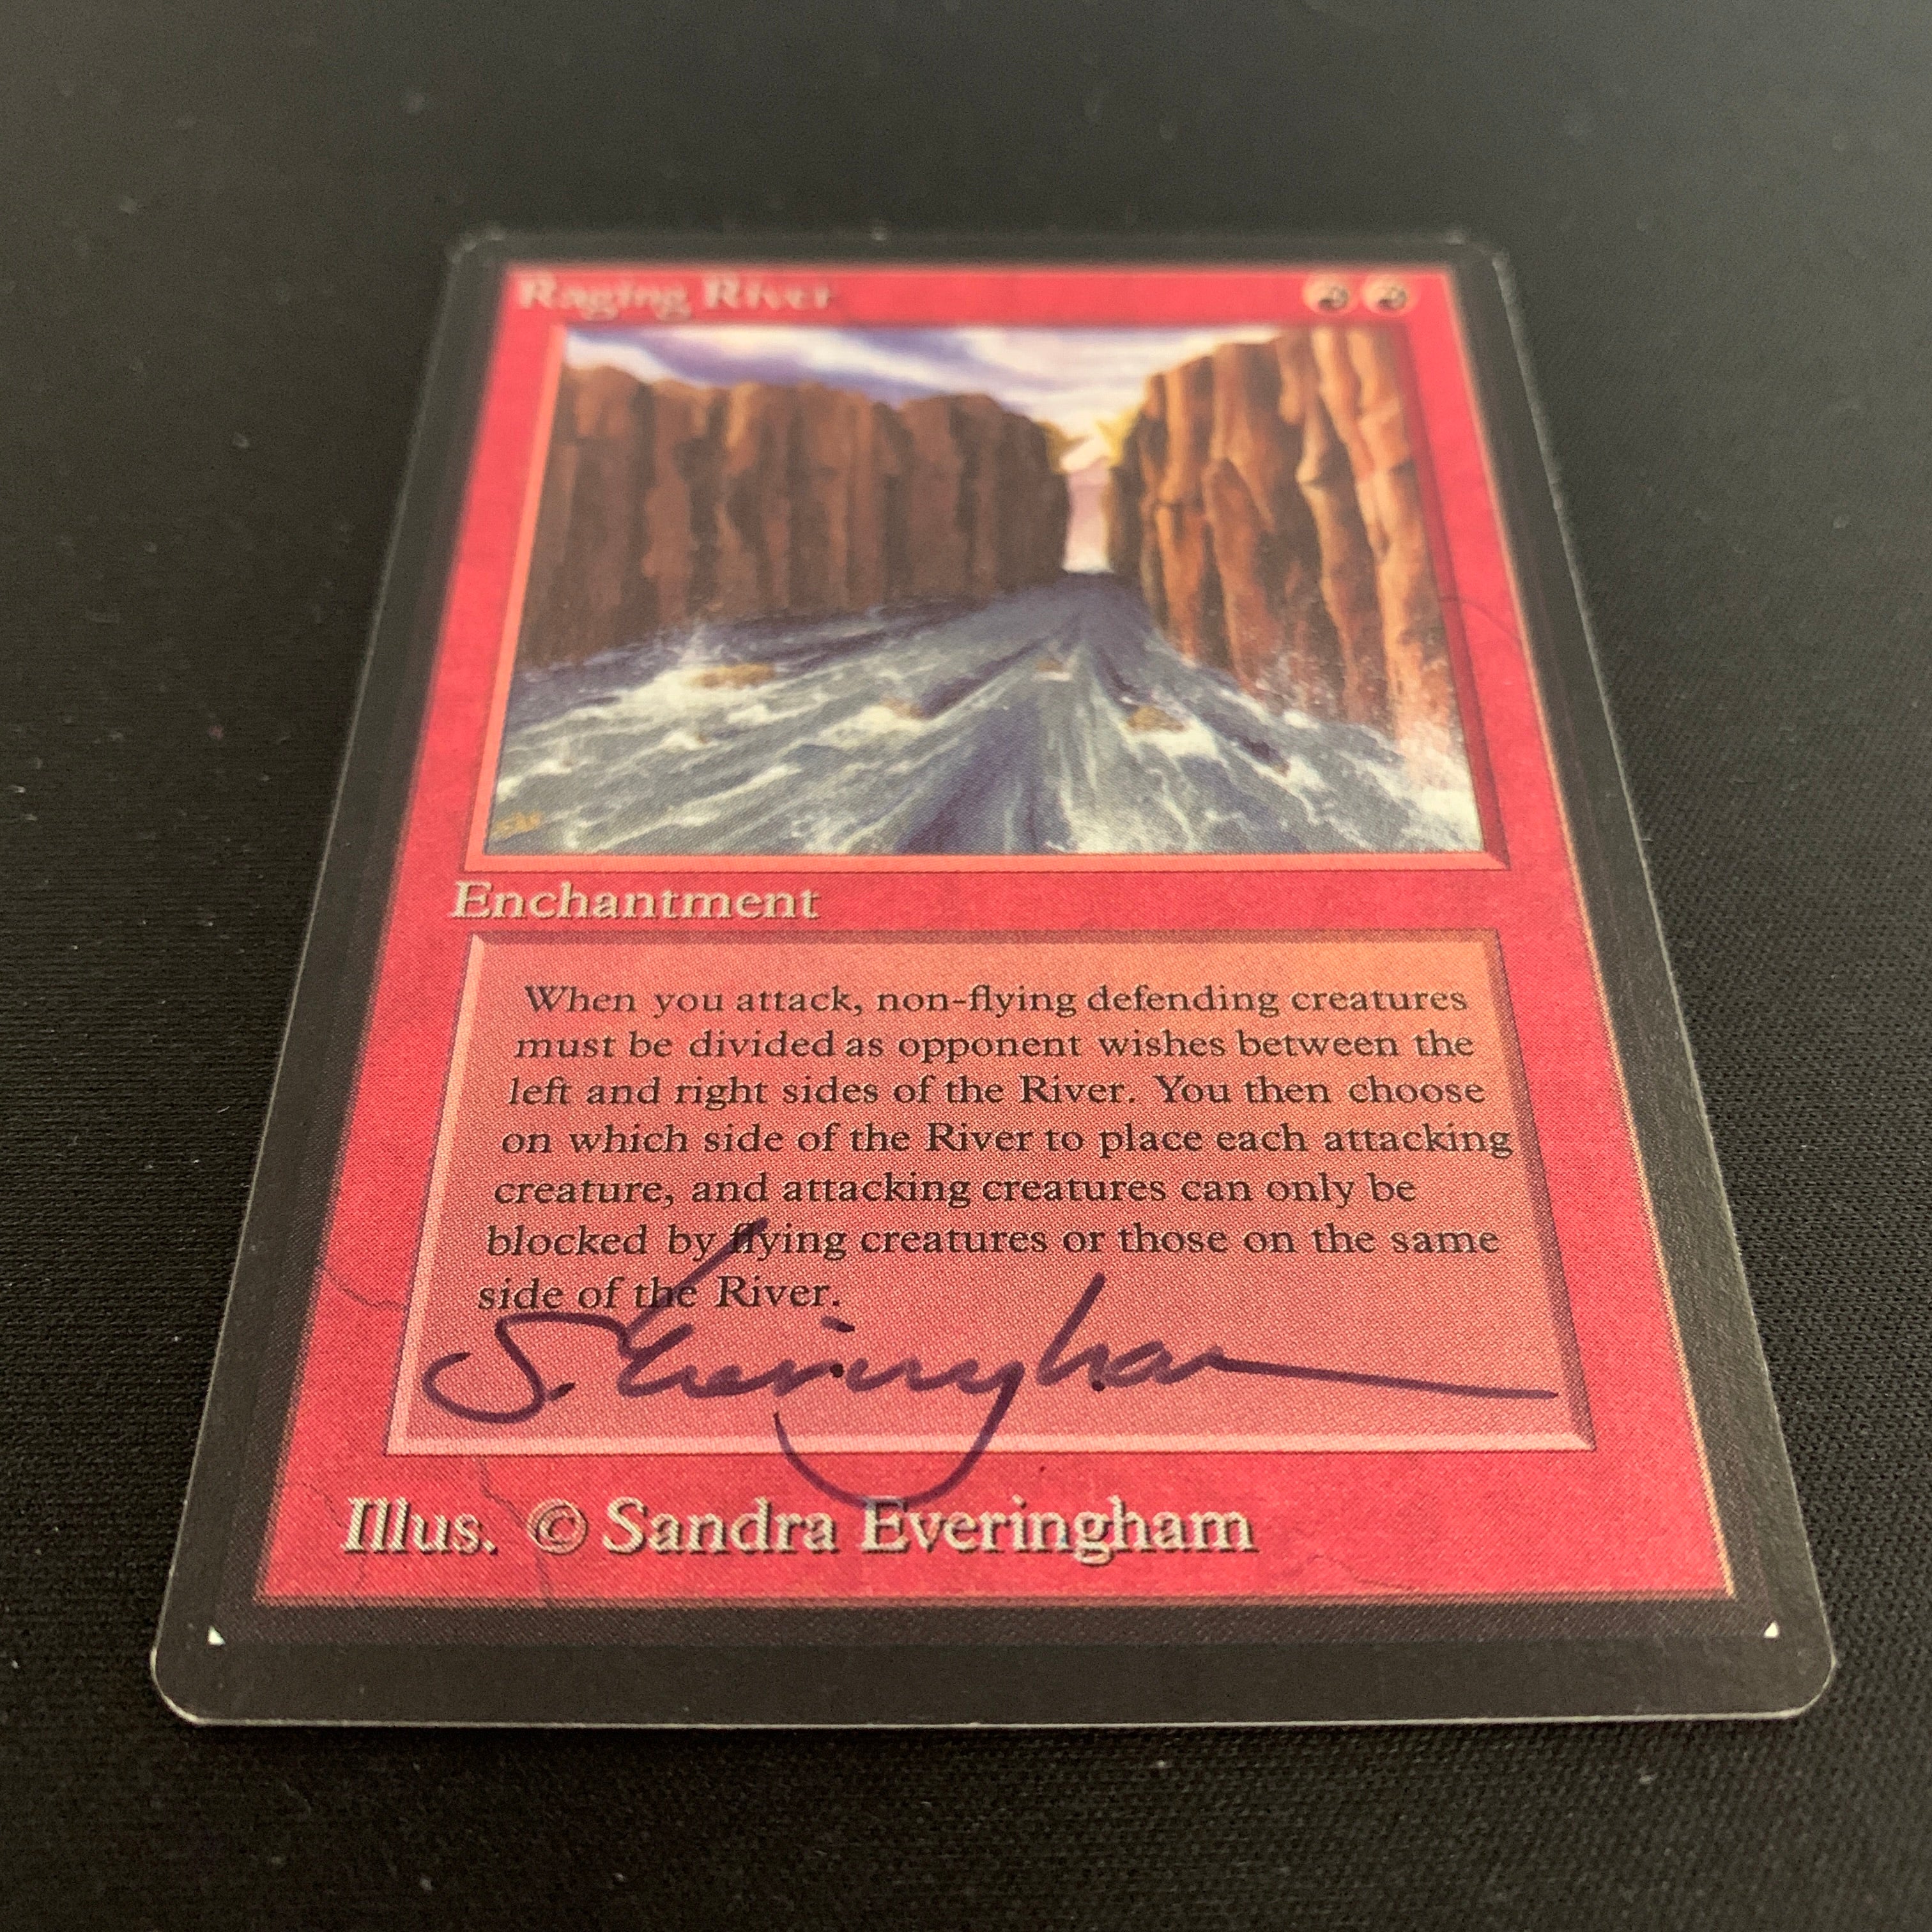 Raging River
Enchantment
When you attack, non-flying defending creatures
must be divided as opponent wishes between the
left and right sides of the River. You then choose
on which side of the River to place each attacking
creature, and attacking creatures can only be
blocked by flying creatures or those on the same
side of the River.
S. Everingham
Illus. © Sandra Everingham